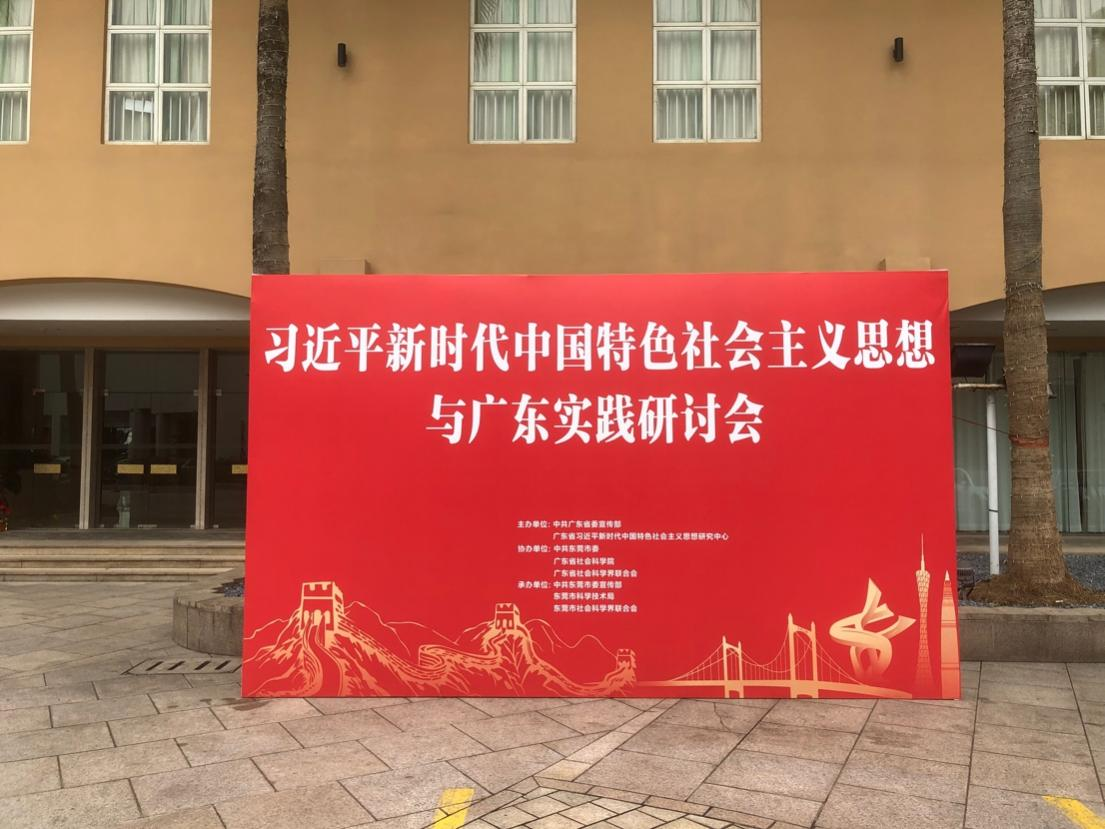 习近平新时代中国特色社会主义思想
与广东实践研讨会
主办单位：中共广东省委宣传部
广东省习近平新时代中国特色社会主义思想研究中心
协办单位：中共东莞市委
广东省社会科学院
广东省社会科学界联合会
承办单位：中共东莞市委宣传部
东莞市科学技术局
东莞市社会科学界联合会